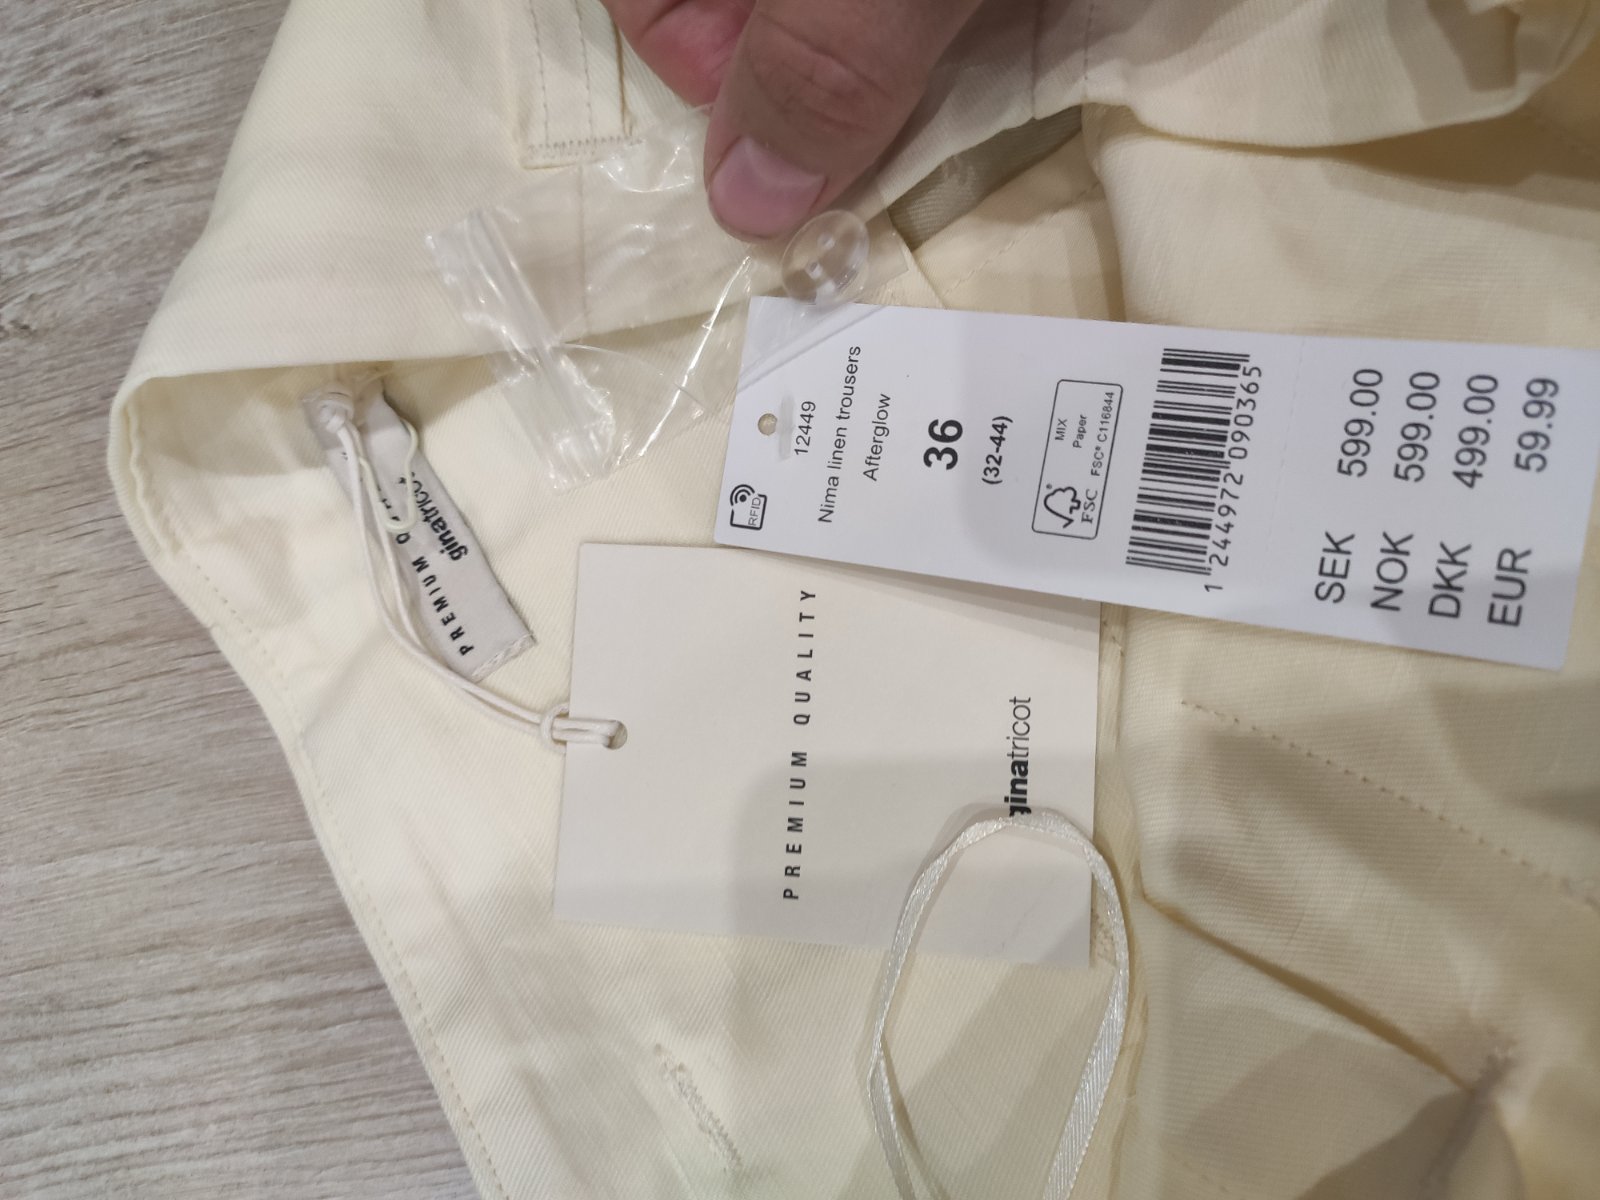 RFID
12449
Nima linen trousers
Afterglow
36
(32-44)
FSC
MIX
Paper
FSC® C116844
1 244972 090365
SEK 599.00
NOK 599.00
DKK 499.00
EUR 59.99
PREMIUM QUALITY
ginatricot
PREMIUM
ginatricot